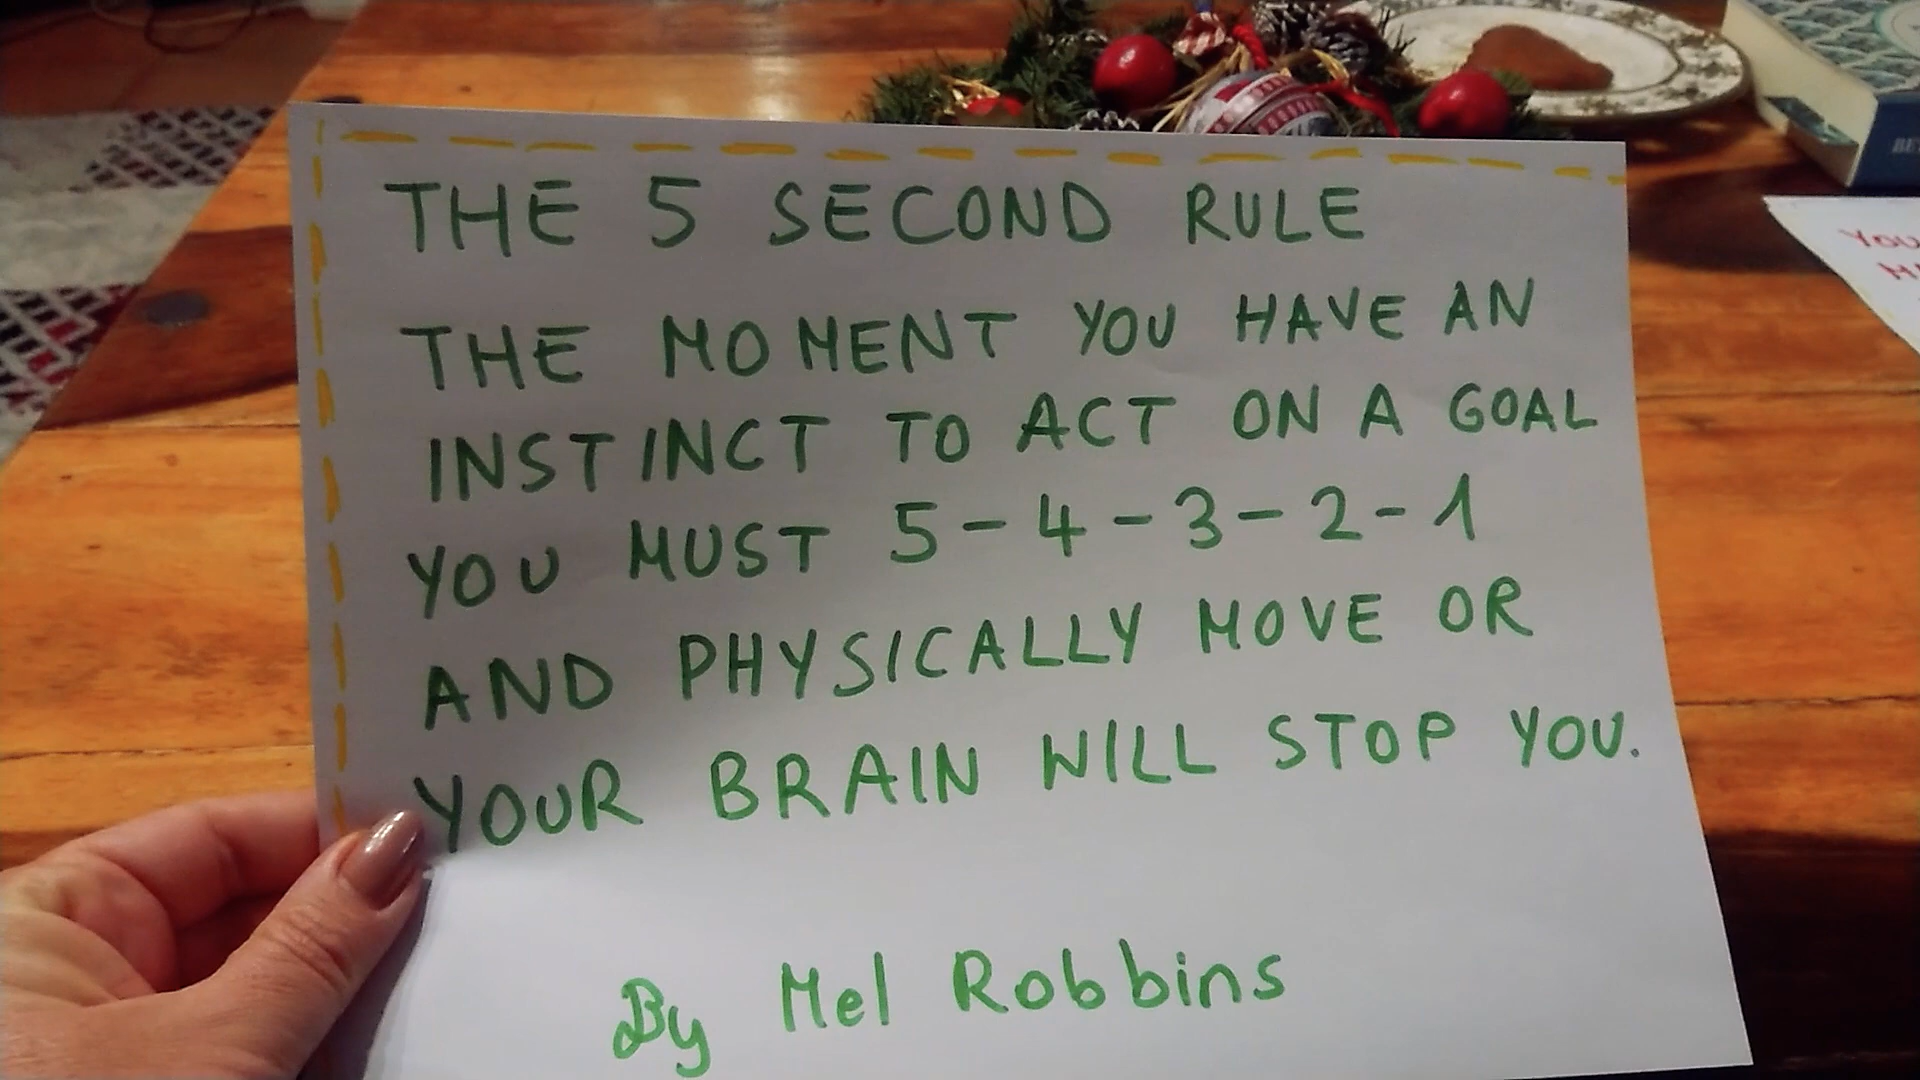 THE 5 SECOND RULE
THE MOMENT YOU HAVE AN
INSTINCT TO ACT ON A GOAL
YOU MUST 5-4-3-2-1
AND PHYSICALLY MOVE OR
YOUR BRAIN WILL STOP YOU.
By Mel Robbins
YOU